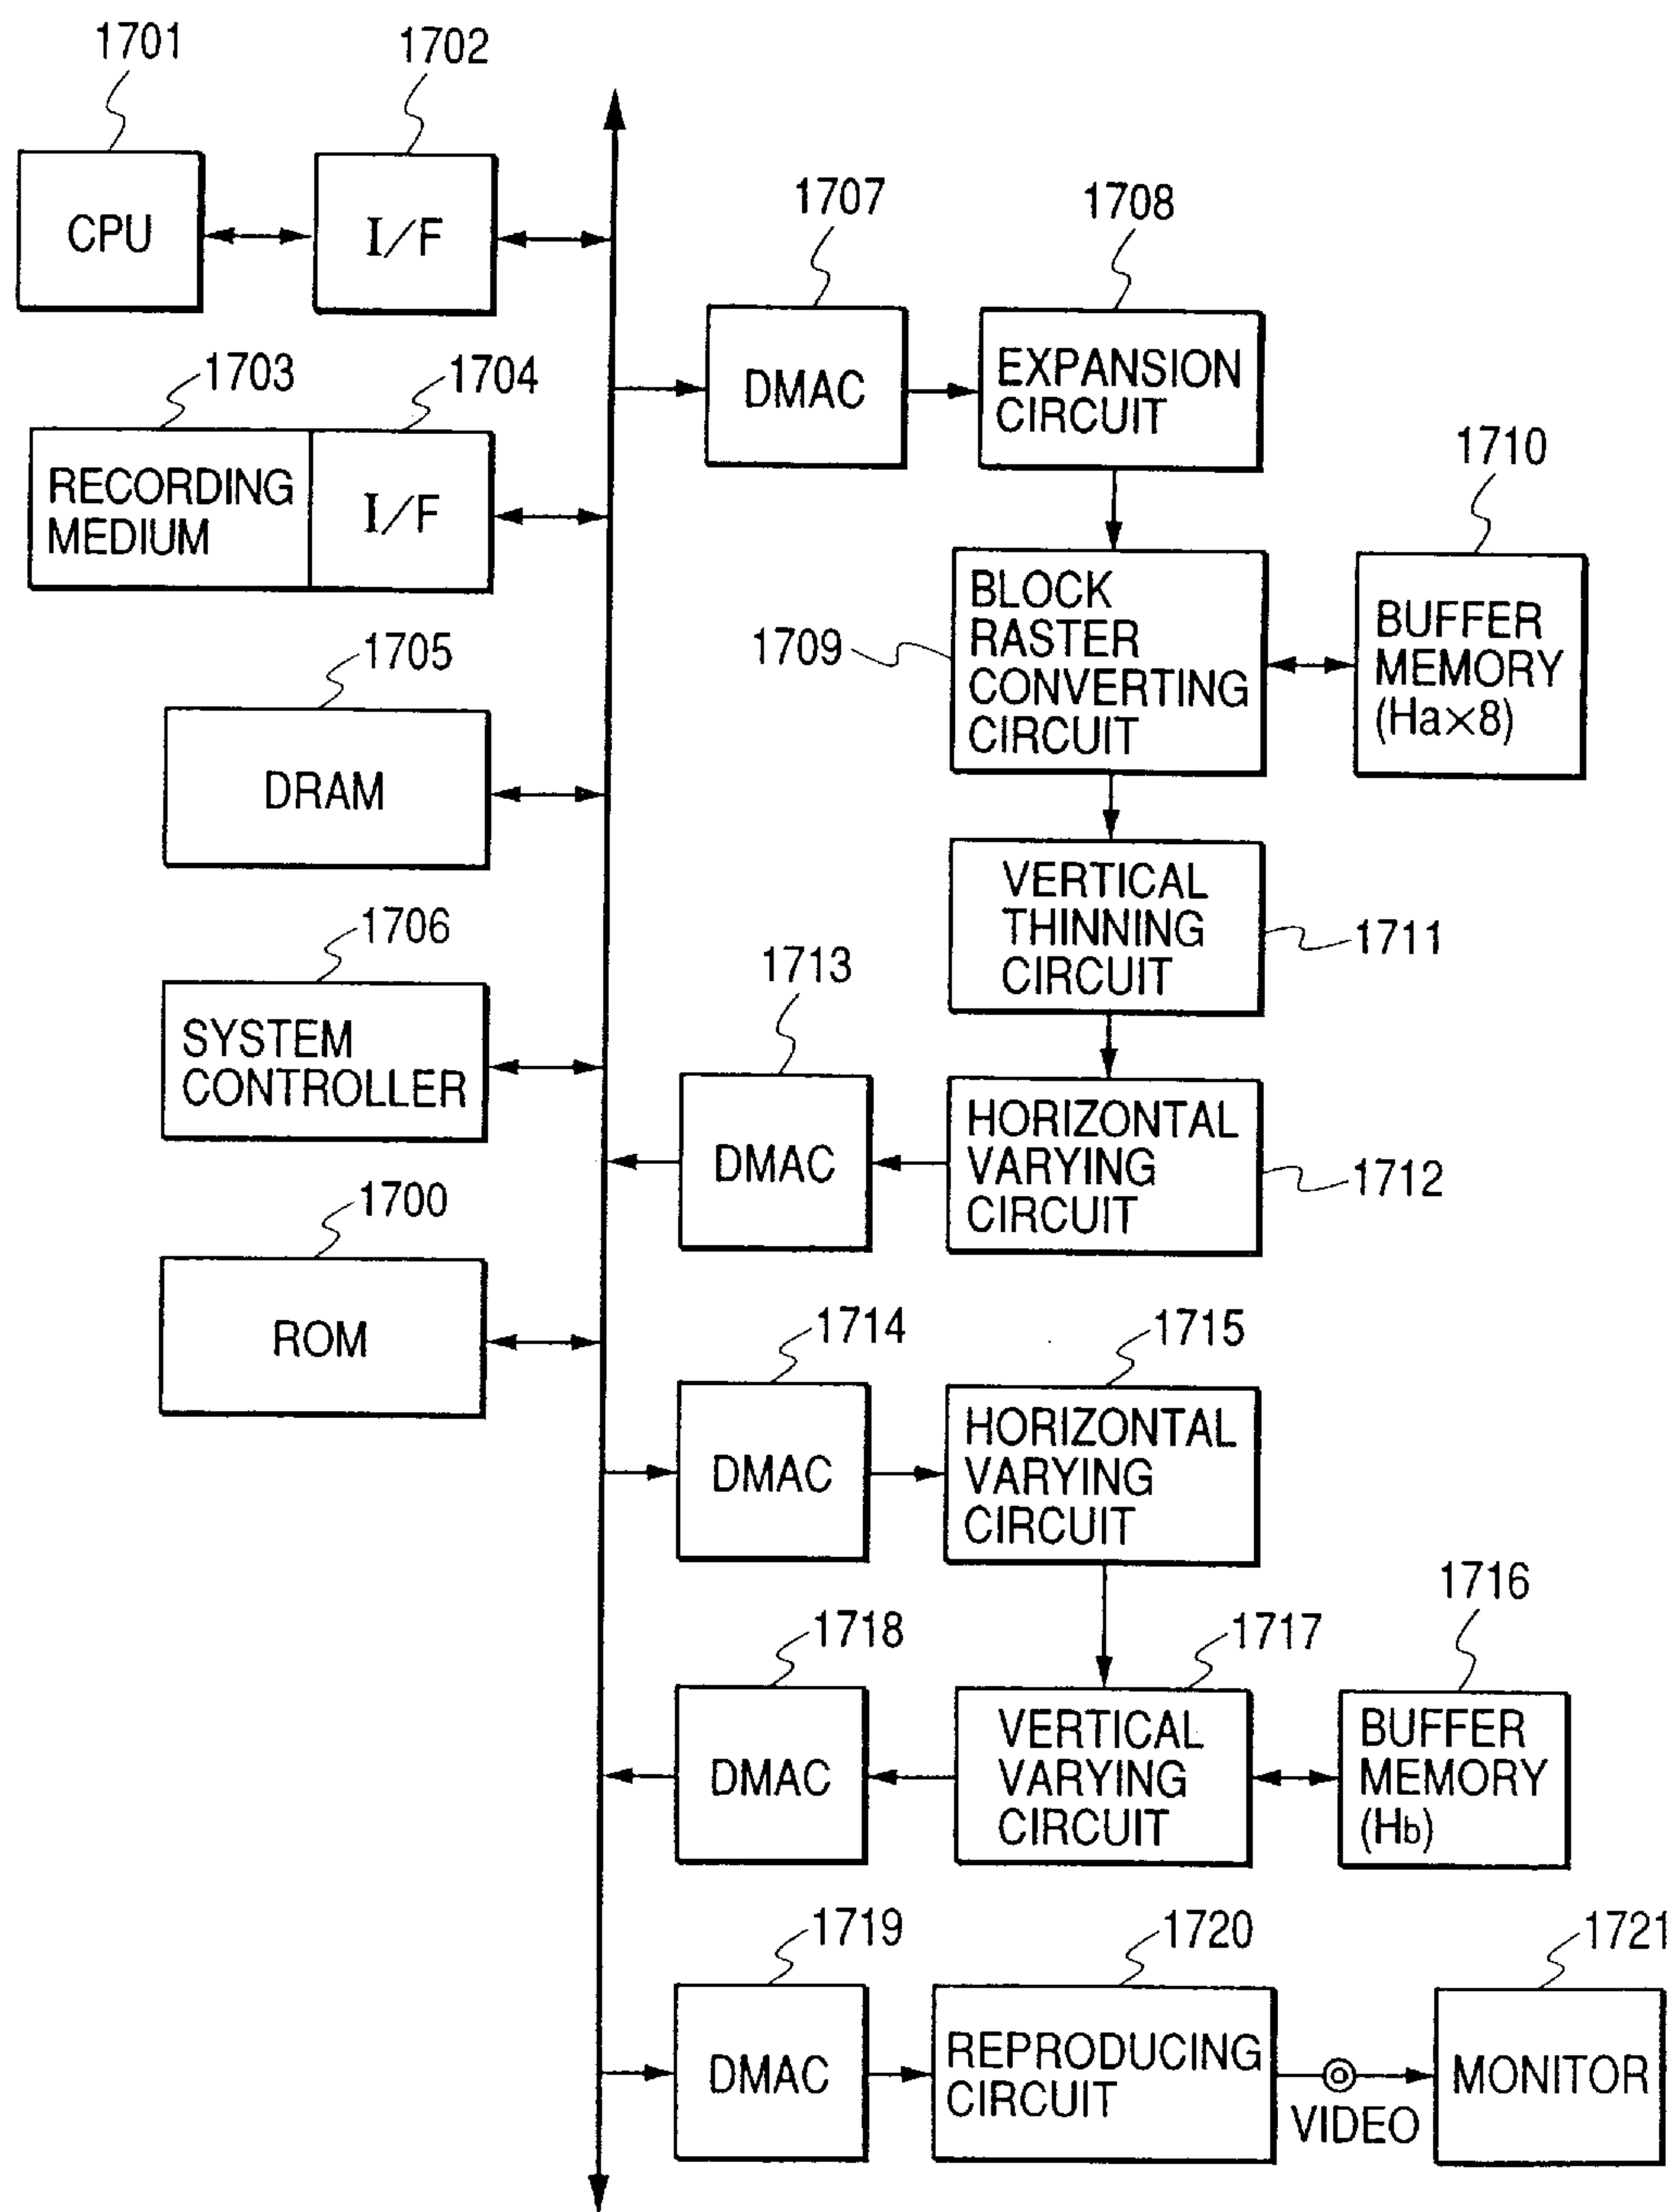 1701
1702
CPU
I/F
1703
1704
RECORDING
MEDIUM
I/F
1705
DRAM
1706
SYSTEM
CONTROLLER
1700
ROM
1707
1708
DMAC
EXPANSION
CIRCUIT
1709
BLOCK
RASTER
CONVERTING
CIRCUIT
1710
BUFFER
MEMORY
(Ha×8)
VERTICAL
THINNING
CIRCUIT
1711
1713
DMAC
HORIZONTAL
VARYING
CIRCUIT
1712
1714
1715
DMAC
HORIZONTAL
VARYING
CIRCUIT
1718
1717
1716
DMAC
VERTICAL
VARYING
CIRCUIT
BUFFER
MEMORY
(Hb)
1719
1720
1721
DMAC
REPRODUCING
CIRCUIT
VIDEO
MONITOR